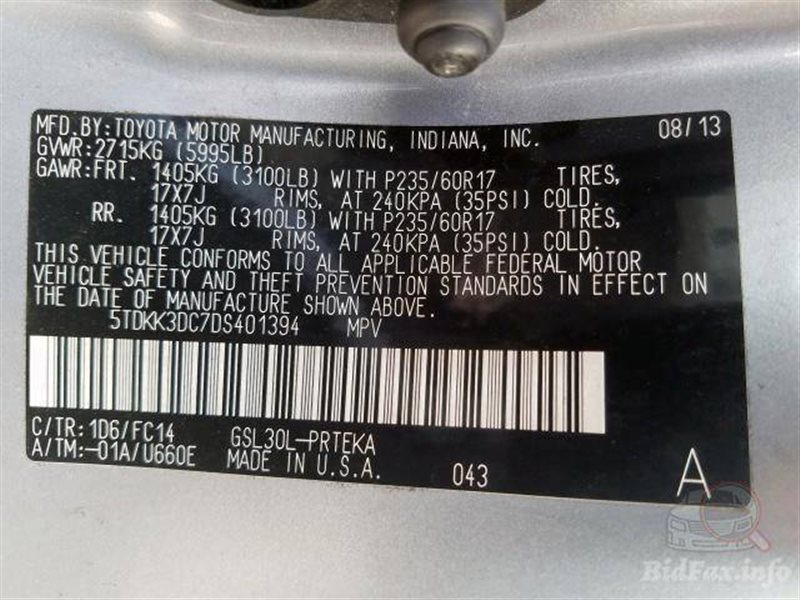 MFD.BY:TOYOTA MOTOR MANUFACTURING, INDIANA, INC. 08/13
GVWR:2715KG (5995LB)
GAWR:FRT. 1405KG (3100LB) WITH P235/60R17 TIRES,
17X7J RIMS, AT 240KPA (35PSI) COLD.
RR. 1405KG (3100LB) WITH P235/60R17 TIRES,
17X7J RIMS, AT 240KPA (35PSI) COLD.
THIS VEHICLE CONFORMS TO ALL APPLICABLE FEDERAL MOTOR
VEHICLE SAFETY AND THEFT PREVENTION STANDARDS IN EFFECT ON
THE DATE OF MANUFACTURE SHOWN ABOVE.
5TDKK3DC7DS401394 MPV
C/TR:1D6/FC14 GSL30L-PRTEKA
A/TM:-01A/U660E MADE IN U.S.A. 043 A
BidFax.info